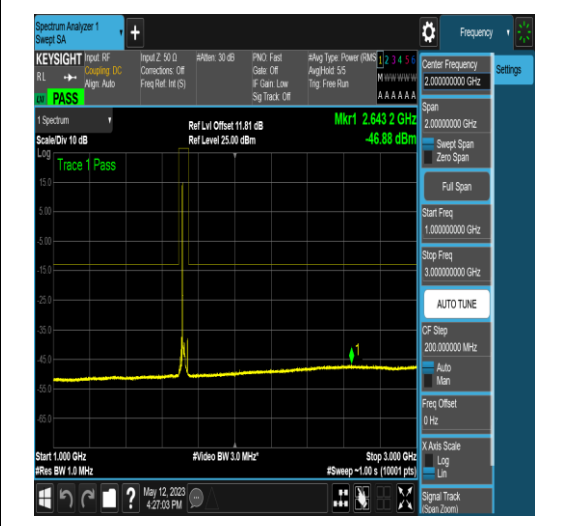 Spectrum Analyzer 1
Swept SA
+
Frequency
KEYSIGHT
RL
PASS
Input: RF
Coupling: DC
Align: Auto
Input Z: 50 Ω
Corrections: Off
Freq Ref: Int (S)
#Atten: 30 dB
PNO: Fast
Gate: Off
IF Gain: Low
Sig Track: Off
#Avg Type: Power (RMS
Avg|Hold: 5/5
Trig: Free Run
1 2 3 4 5 6
M W W W W W
A A A A A A
1 Spectrum
Scale/Div 10 dB
Ref Lvl Offset 11.81 dB
Ref Level 25.00 dBm
Mkr1 2.643 2 GHz
-46.88 dBm
Log
Trace 1 Pass
15.0
5.00
-5.00
-15.0
-25.0
-35.0
-45.0
-55.0
-65.0
1
Start 1.000 GHz
#Res BW 1.0 MHz
#Video BW 3.0 MHz*
Stop 3.000 GHz
#Sweep ~1.00 s (10001 pts)
Center Frequency
2.000000000 GHz
Settings
Span
2.00000000 GHz
Swept Span
Zero Span
Full Span
Start Freq
1.000000000 GHz
Stop Freq
3.000000000 GHz
AUTO TUNE
CF Step
200.000000 MHz
Auto
Man
Freq Offset
0 Hz
X Axis Scale
Log
Lin
Signal Track
(Span Zoom)
?
May 12, 2023
4:27:03 PM